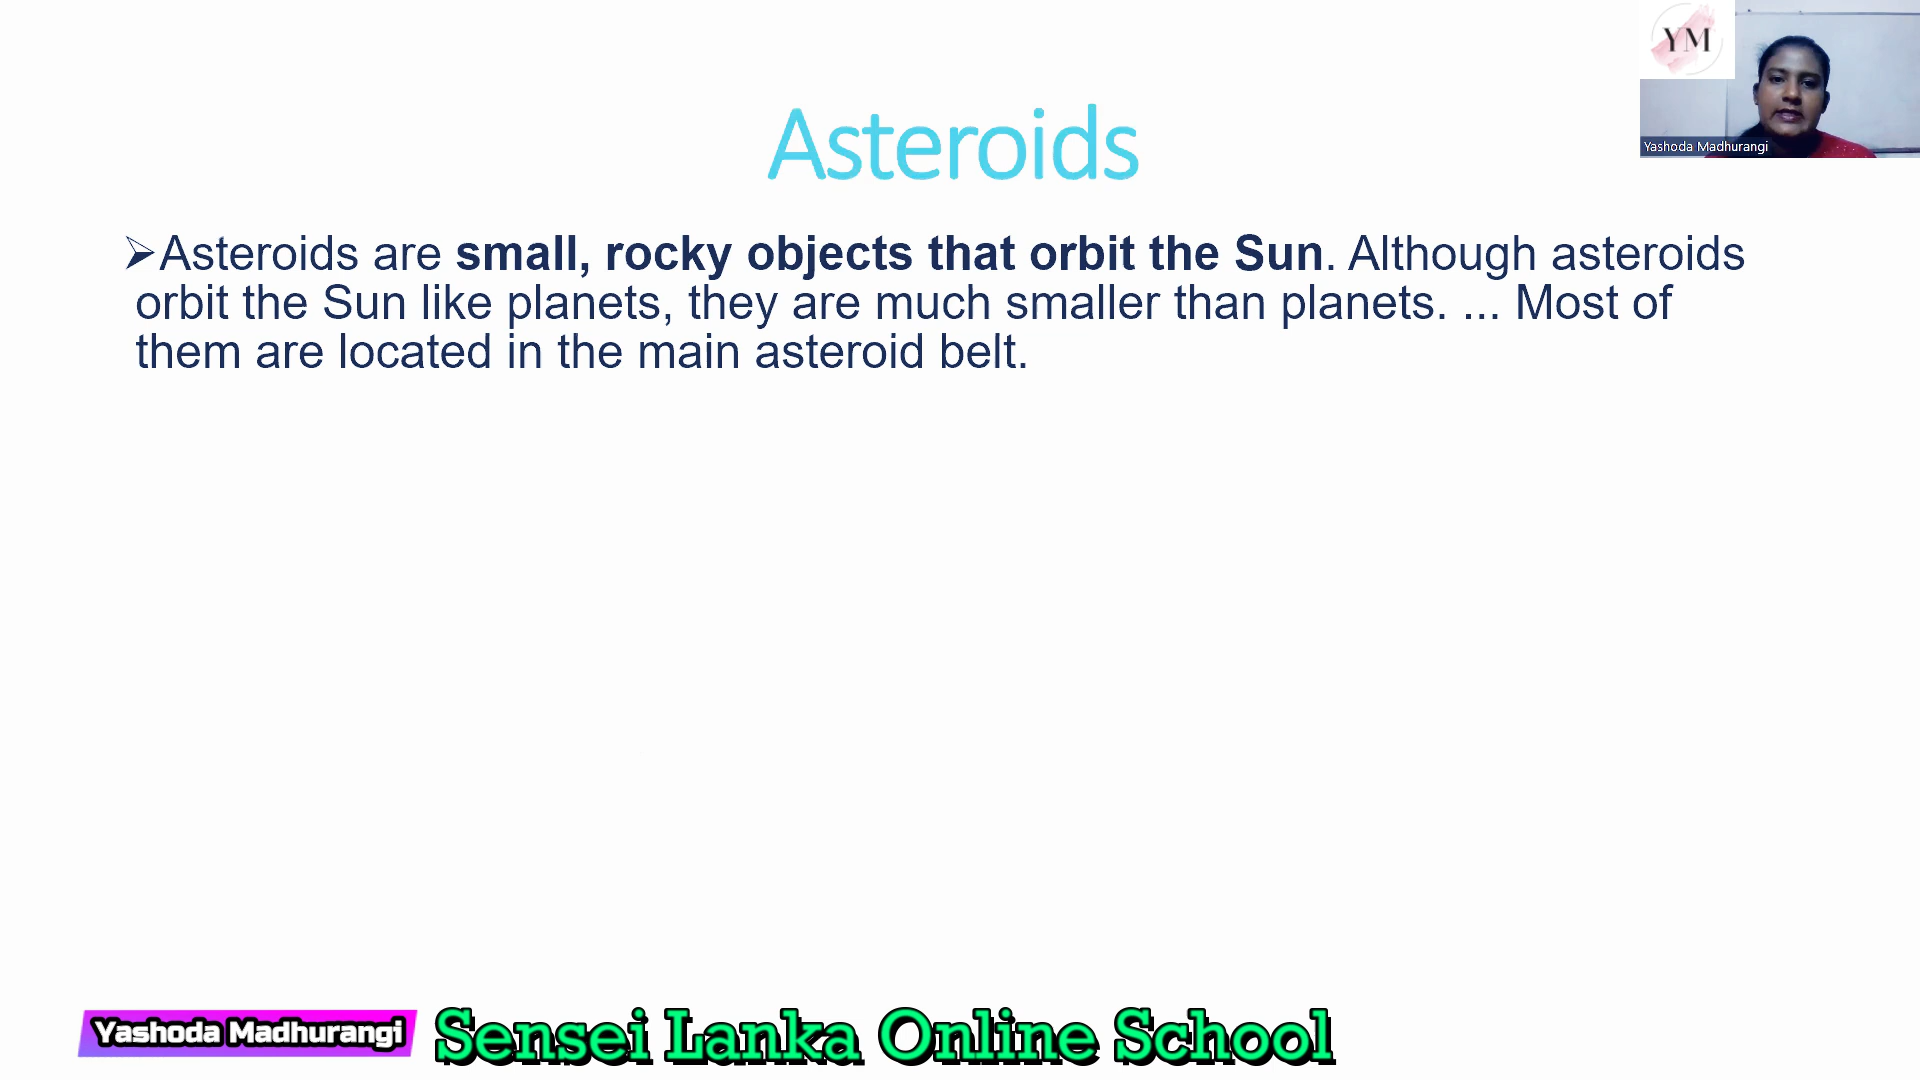 YM
Yashoda Madhurangi
Asteroids
➢Asteroids are small, rocky objects that orbit the Sun. Although asteroids
orbit the Sun like planets, they are much smaller than planets. ... Most of
them are located in the main asteroid belt.
Yashoda Madhurangi
Sensei Lanka Online School